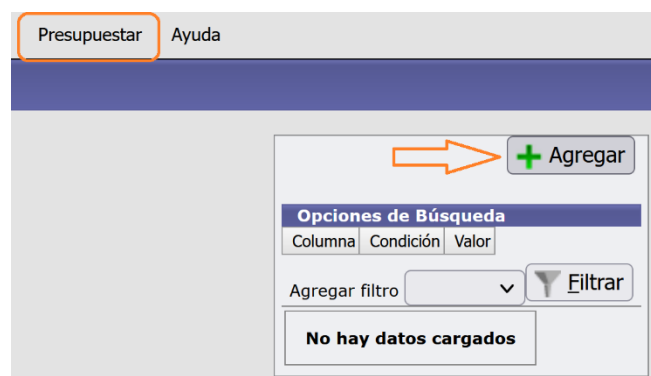 Presupuestar Ayuda
Agregar
Opciones de Búsqueda
Columna Condición Valor
Agregar filtro Filtrar
No hay datos cargados